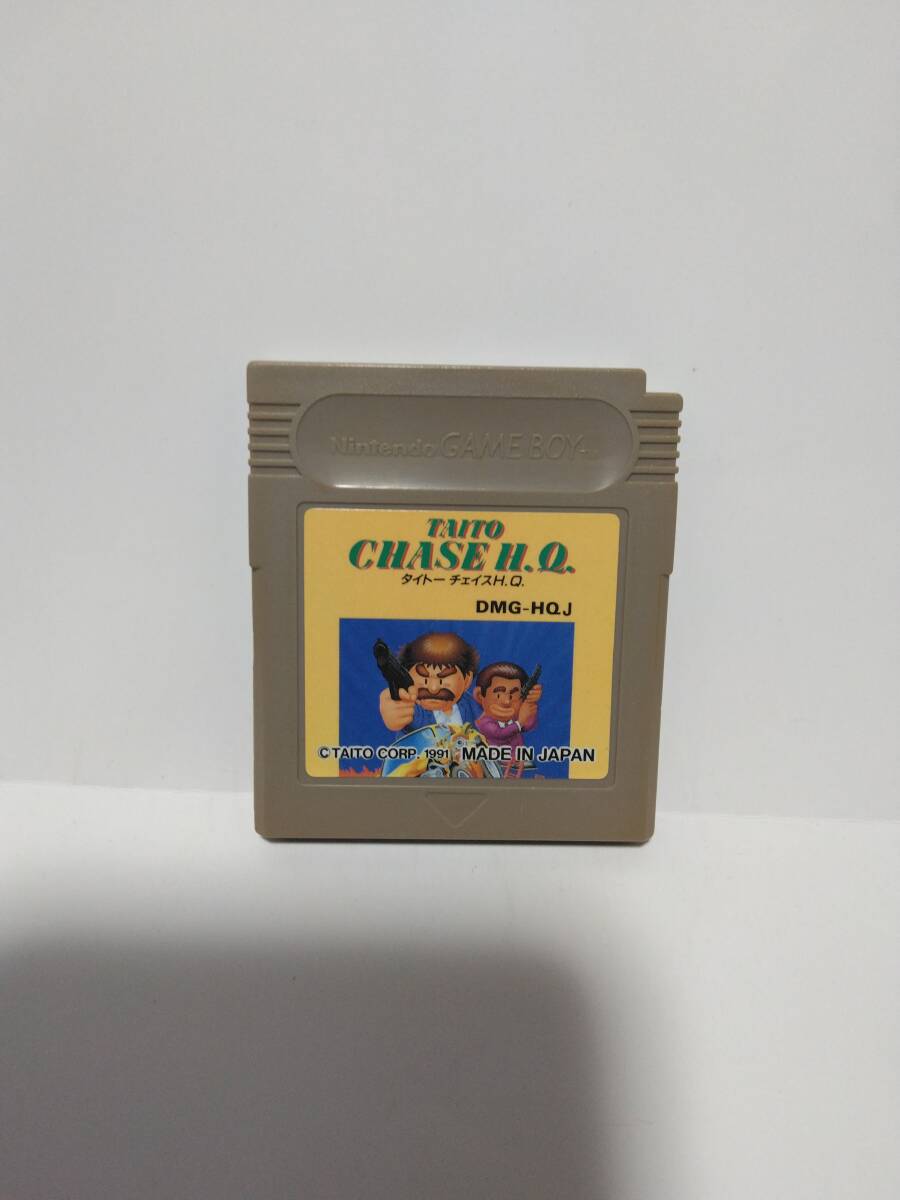 Nintendo GAME BOY
TAITO
CHASE H.Q.
タイトー チェイスH.Q.
DMG-HQJ
©TAITO CORP. 1991 MADE IN JAPAN